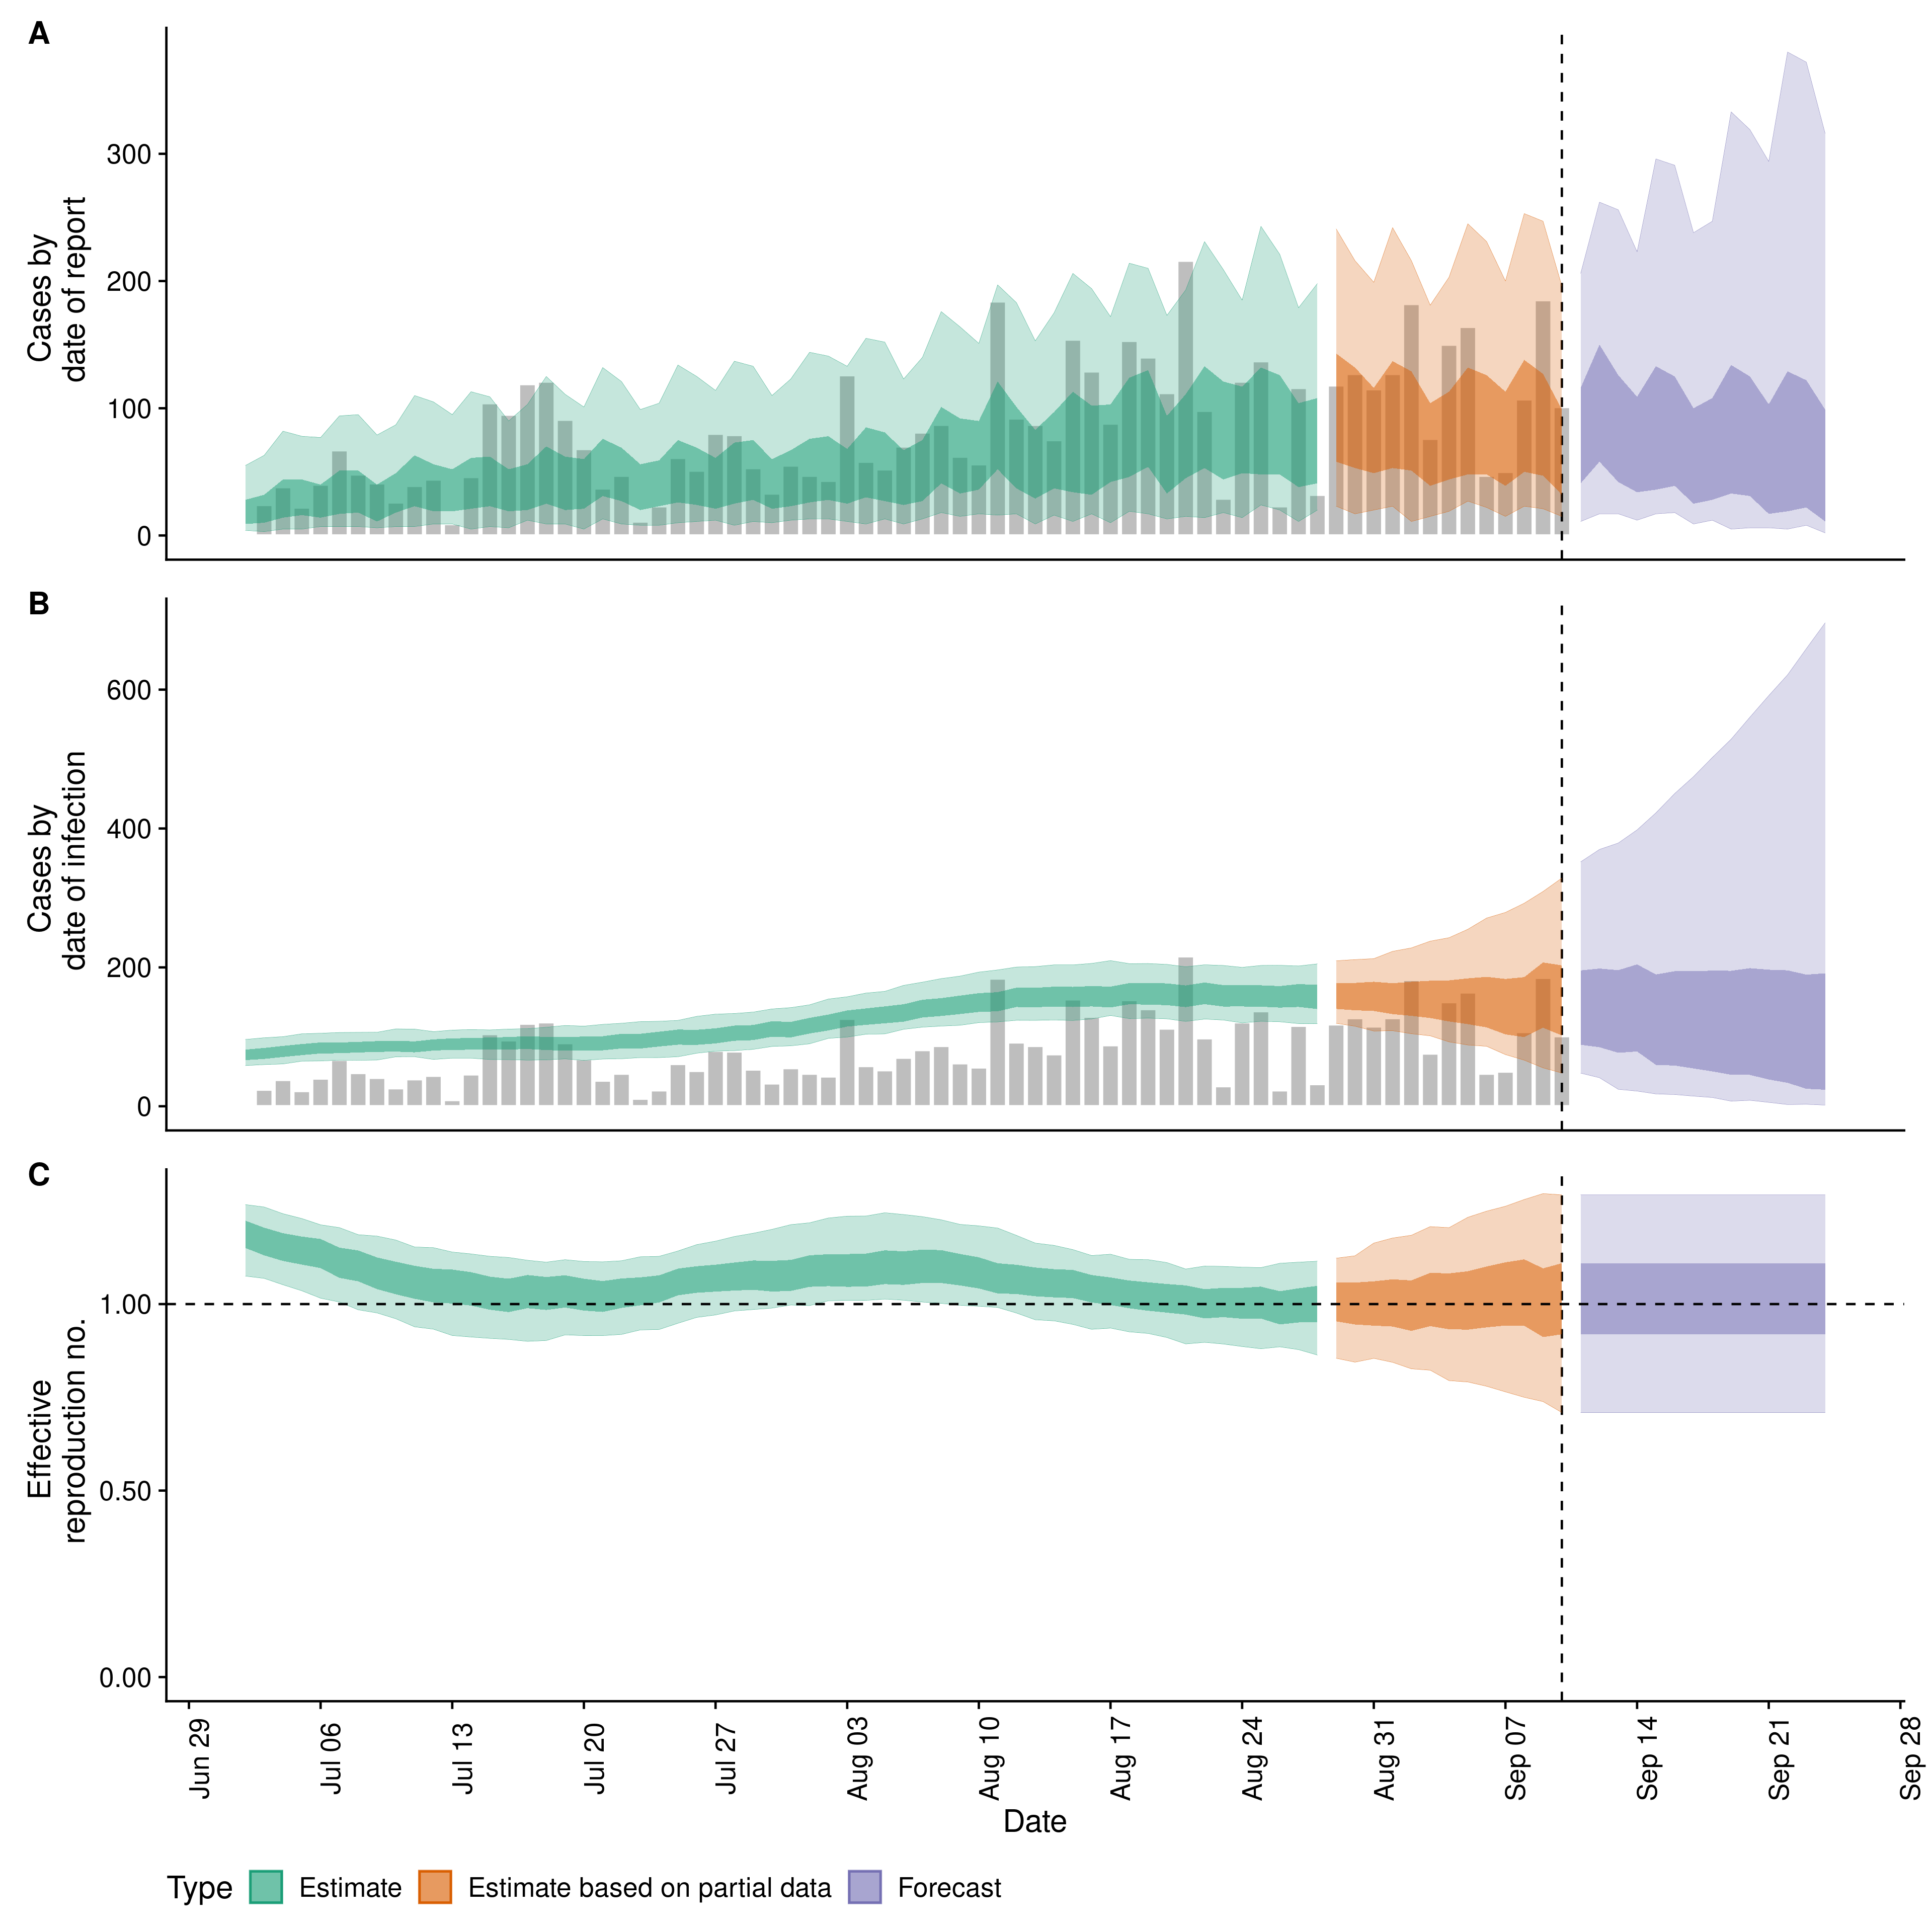 A
Cases by
date of report
300
200
100
0
B
Cases by
date of infection
600
400
200
0
C
Effective
reproduction no.
1.00
0.50
0.00
Jun 29
Jul 06
Jul 13
Jul 20
Jul 27
Aug 03
Aug 10
Aug 17
Aug 24
Aug 31
Sep 07
Sep 14
Sep 21
Sep 28
Date
Type Estimate Estimate based on partial data Forecast